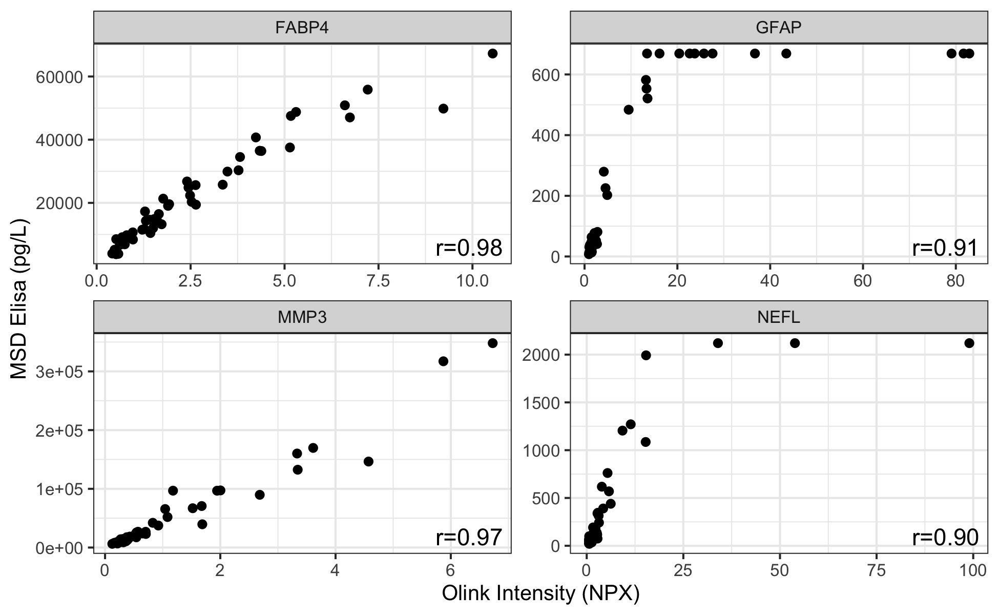 FABP4
GFAP
60000
40000
20000
r=0.98
0.0 2.5 5.0 7.5 10.0
600
400
200
0
r=0.91
0 20 40 60 80
MSD Elisa (pg/L)
MMP3
NEFL
3e+05
2e+05
1e+05
0e+00
r=0.97
0 2 4 6
2000
1500
1000
500
0
r=0.90
0 25 50 75 100
Olink Intensity (NPX)